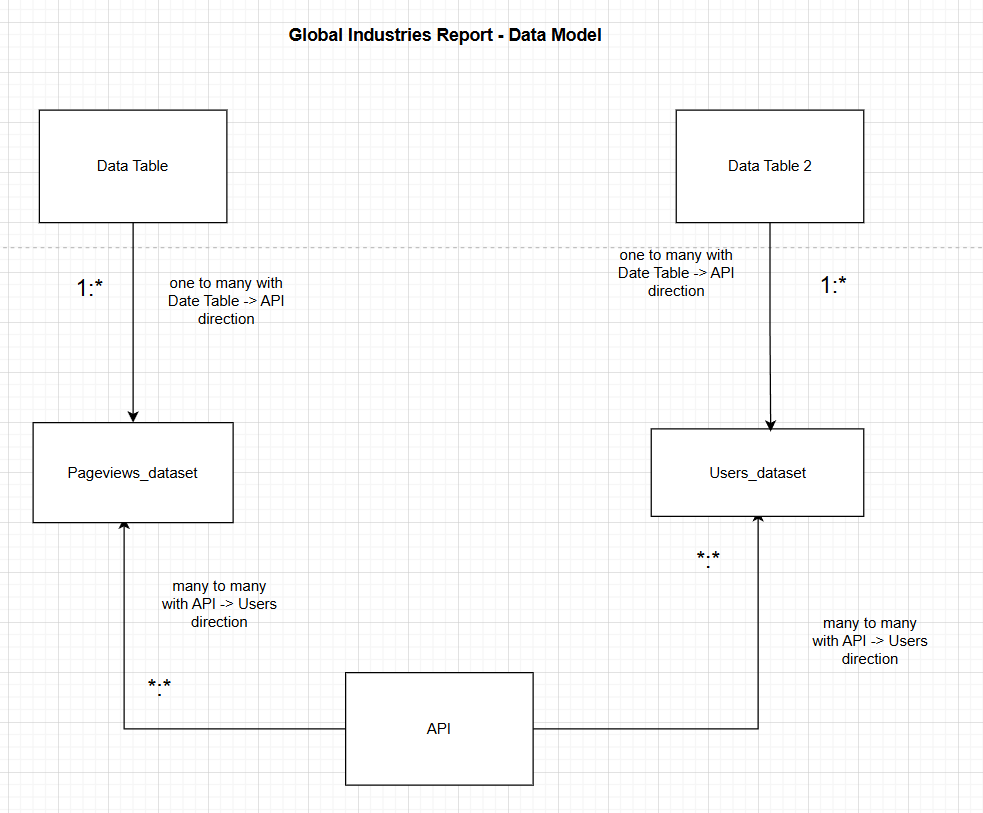 Global Industries Report - Data Model
Data Table
Data Table 2
1:*
one to many with
Date Table -> API
direction
one to many with
Date Table -> API
direction
1:*
Pageviews_dataset
Users_dataset
many to many
with API -> Users
direction
*:*
*:*
many to many
with API -> Users
direction
API